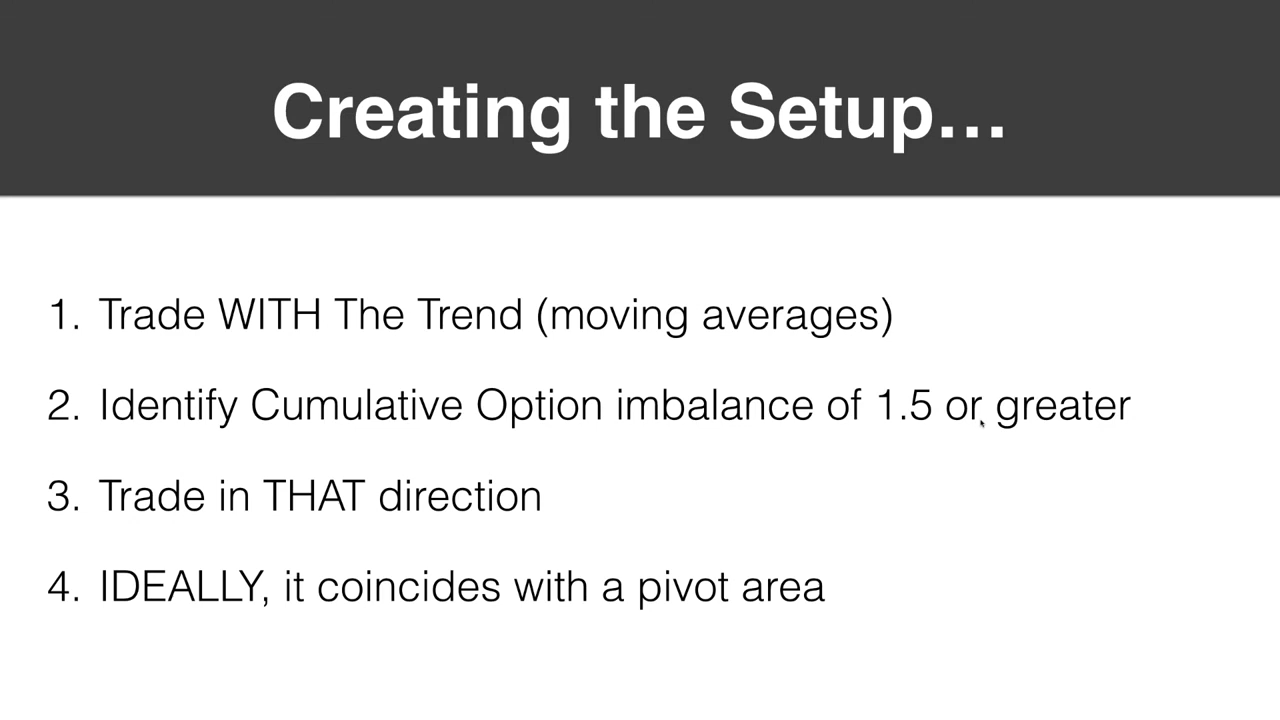 Creating the Setup…
1. Trade WITH The Trend (moving averages)
2. Identify Cumulative Option imbalance of 1.5 or greater
3. Trade in THAT direction
4. IDEALLY, it coincides with a pivot area